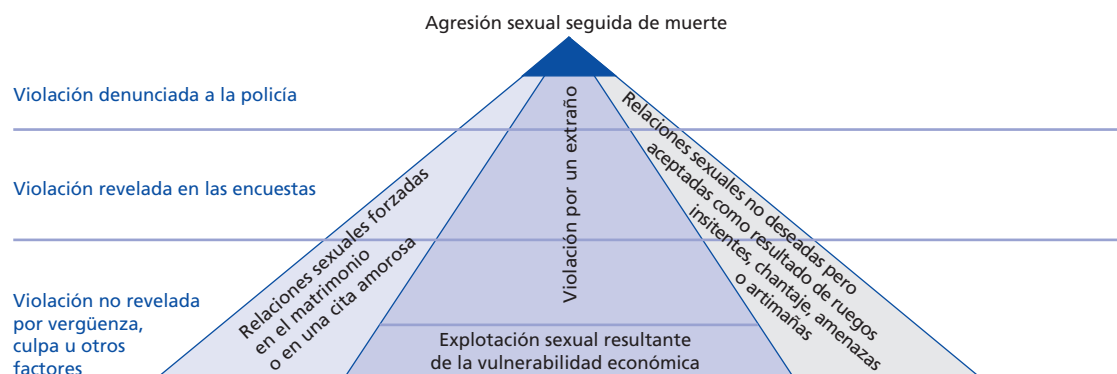 Agresión sexual seguida de muerte
Violación denunciada a la policía
Violación revelada en las encuestas
Violación no revelada
por vergüenza,
culpa u otros
factores
Relaciones sexuales forzadas
en el matrimonio
o en una cita amorosa
Violación por un extraño
Explotación sexual resultante
de la vulnerabilidad económica
Relaciones sexuales no deseadas pero
aceptadas como resultado de ruegos
insitentes, chantaje, amenazas
o artimañas